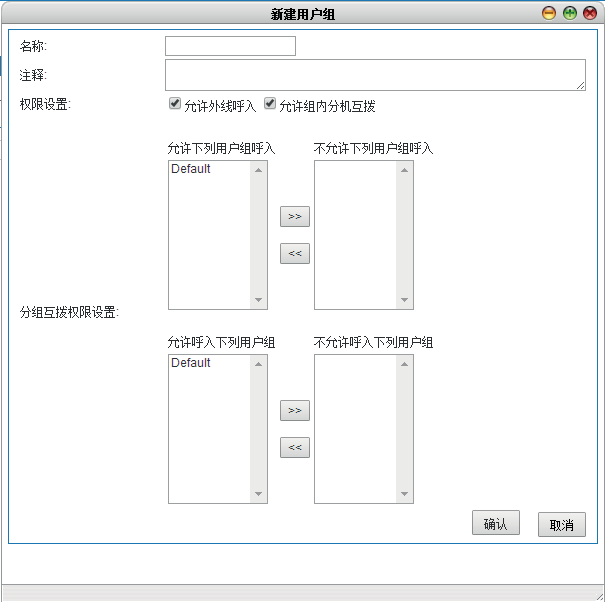 新建用户组
名称:
注释:
权限设置: 允许外线呼入 允许组内分机互拨
允许下列用户组呼入 不允许下列用户组呼入
Default
>>
<<
分组互拨权限设置:
允许呼入下列用户组 不允许呼入下列用户组
Default
>>
<<
确认 取消